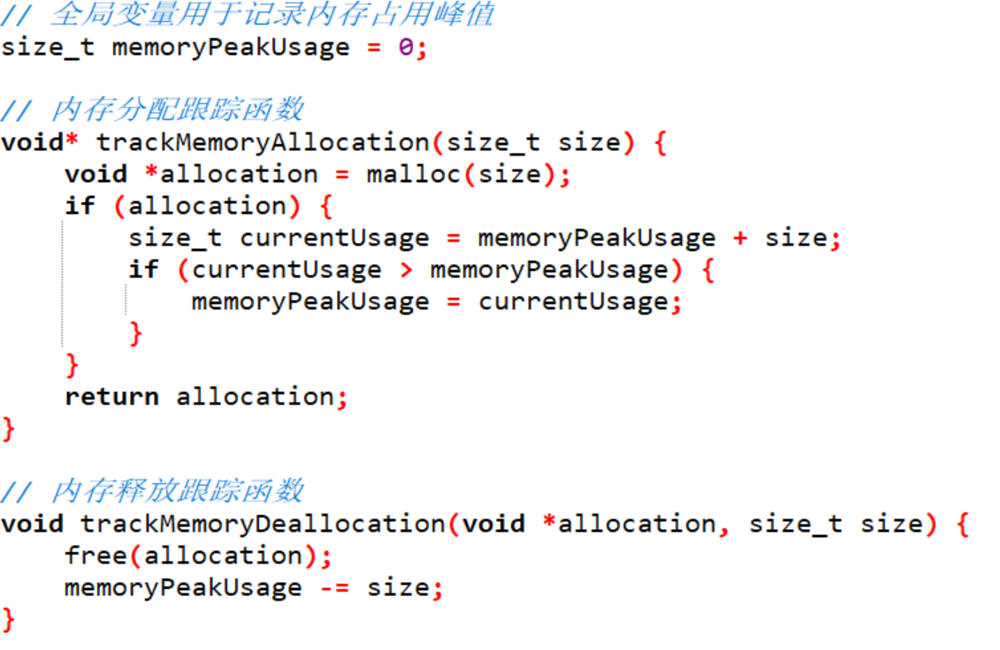 // 全局变量用于记录内存占用峰值
size_t memoryPeakUsage = 0;
// 内存分配跟踪函数
void* trackMemoryAllocation(size_t size) {
    void *allocation = malloc(size);
    if (allocation) {
        size_t currentUsage = memoryPeakUsage + size;
        if (currentUsage > memoryPeakUsage) {
            memoryPeakUsage = currentUsage;
        }
    }
    return allocation;
}
// 内存释放跟踪函数
void trackMemoryDeallocation(void *allocation, size_t size) {
    free(allocation);
    memoryPeakUsage -= size;
}